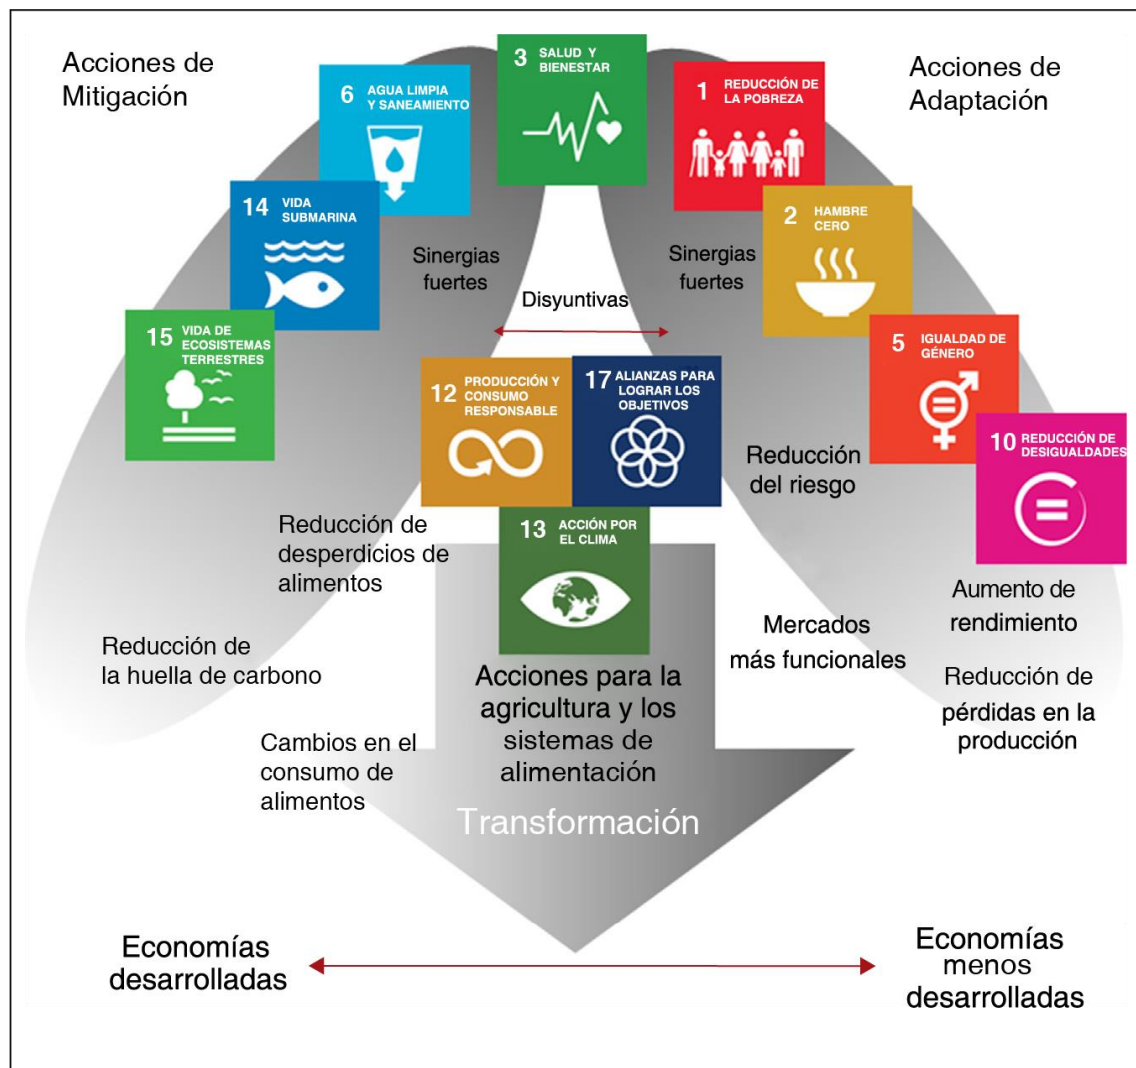 Acciones de
Mitigación
3 SALUD Y
BIENESTAR
Acciones de
Adaptación
6 AGUA LIMPIA
Y SANEAMIENTO
1 REDUCCIÓN DE
LA POBREZA
14 VIDA
SUBMARINA
2 HAMBRE
CERO
Sinergias
fuertes
Sinergias
fuertes
Disyuntivas
15 VIDA DE
ECOSISTEMAS
TERRESTRES
5 IGUALDAD DE
GÉNERO
12 PRODUCCIÓN Y
CONSUMO
RESPONSABLE
17 ALIANZAS PARA
LOGRAR LOS
OBJETIVOS
10 REDUCCIÓN DE
DESIGUALDADES
Reducción
del riesgo
Reducción de
desperdicios de
alimentos
13 ACCIÓN POR
EL CLIMA
Aumento de
rendimiento
Mercados
más funcionales
Reducción de
la huella de carbono
Acciones para la
agricultura y los
sistemas de
alimentación
Reducción de
pérdidas en la
producción
Cambios en el
consumo de
alimentos
Transformación
Economías
desarrolladas
Economías
menos
desarrolladas